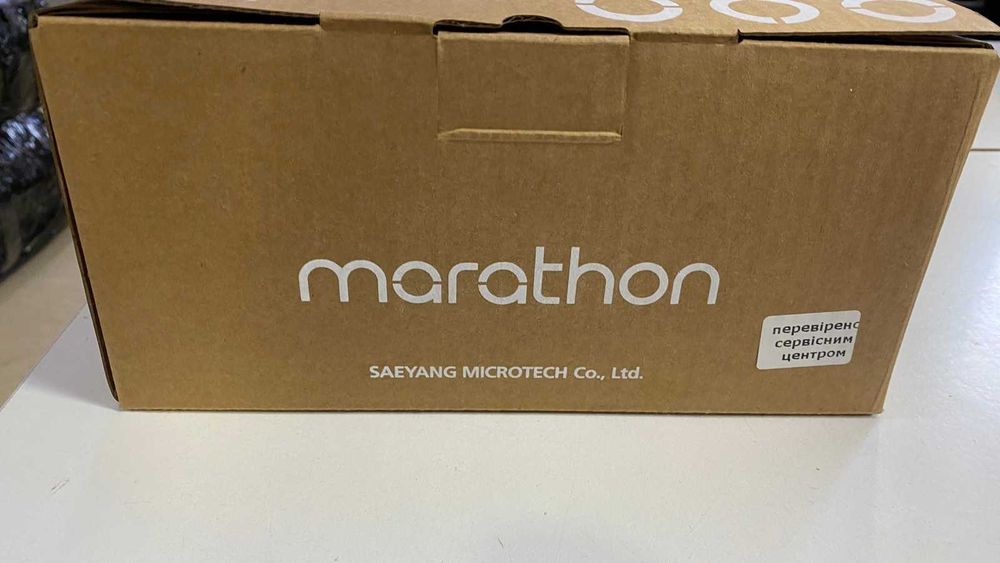 marathon
SAEYANG MICROTECH Co., Ltd.
перевірено
сервісним
центром